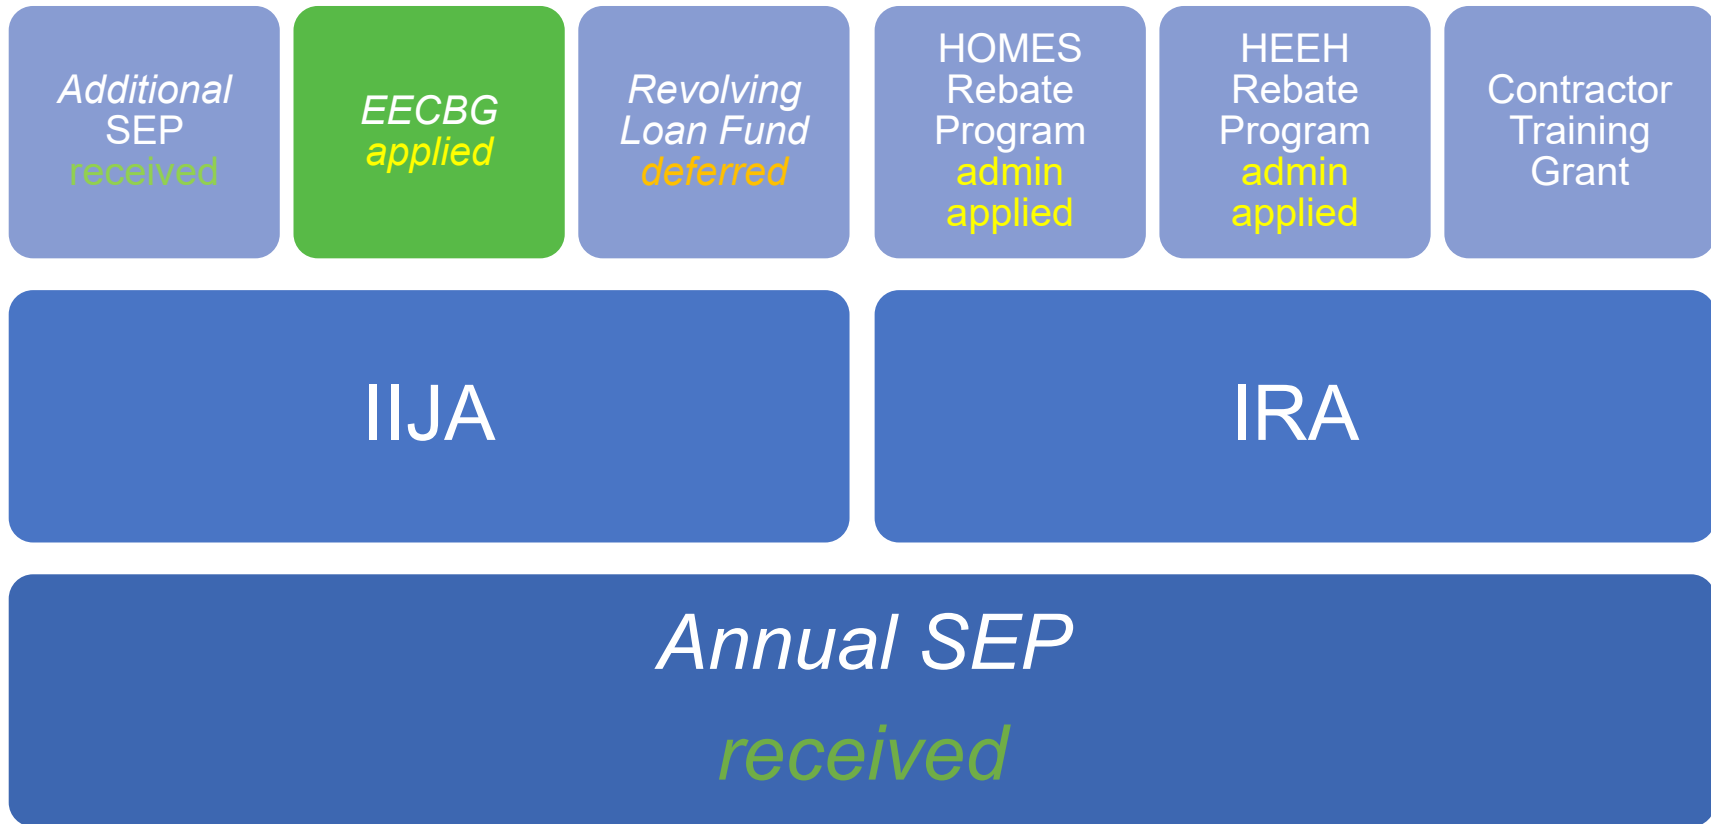 Additional
SEP
received
EECBG
applied
Revolving
Loan Fund
deferred
HOMES
Rebate
Program
admin
applied
HEEH
Rebate
Program
admin
applied
Contractor
Training
Grant
IIJA
IRA
Annual SEP
received